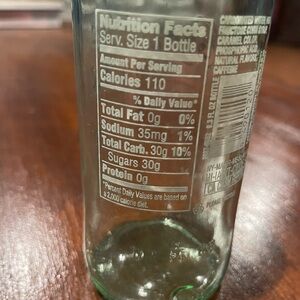 Nutrition Facts
Serv. Size 1 Bottle
Amount Per Serving
Calories 110
% Daily Value*
Total Fat 0g 0%
Sodium 35mg 1%
Total Carb. 30g 10%
Sugars 30g
Protein 0g
*Percent Daily Values are based on
a 2,000 calorie diet.
CARBONATED WATER
FRUCTOSE CORN
CARAMEL COLOR
PHOSPHORIC
NATURAL FLAVORS
CAFFEINE